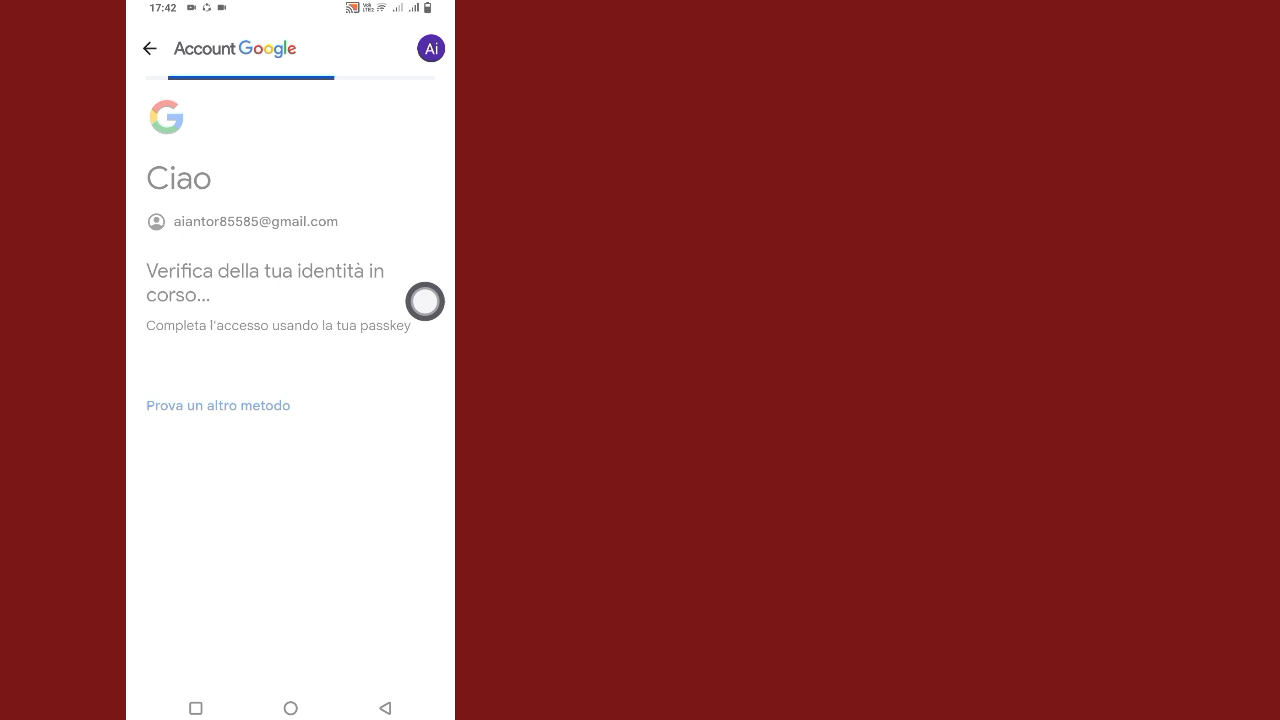 17:42
Account Google
Ai
G
Ciao
aiantor85585@gmail.com
Verifica della tua identità in
corso...
Completa l'accesso usando la tua passkey
Prova un altro metodo